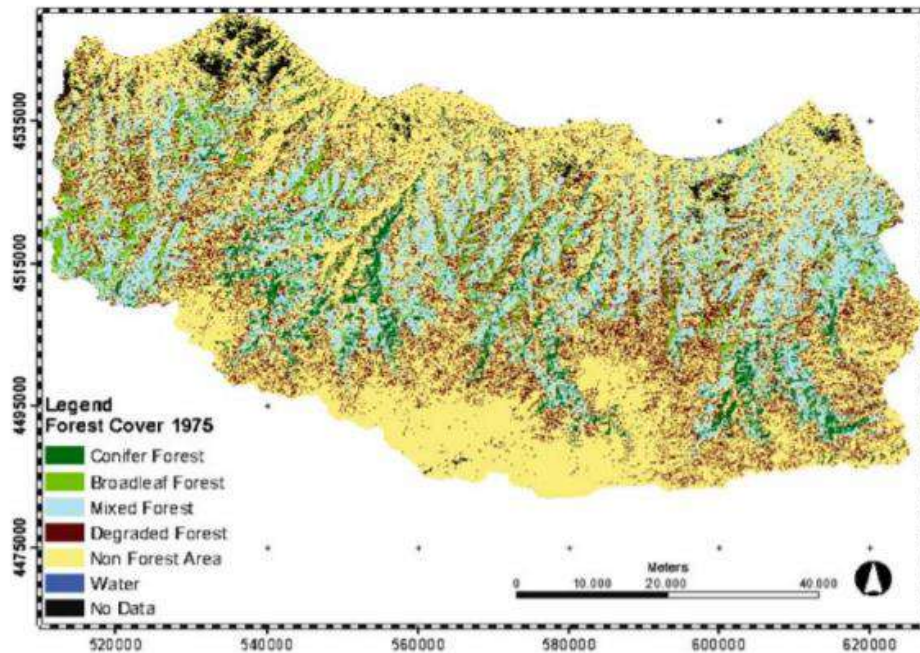 4535000
4515000
4495000
4475000
Legend
Forest Cover 1975
Conifer Forest
Broadleaf Forest
Mixed Forest
Degraded Forest
Non Forest Area
Water
No Data
Meters
0 10.000 20.000 40.000
520000 540000 560000 580000 600000 620000